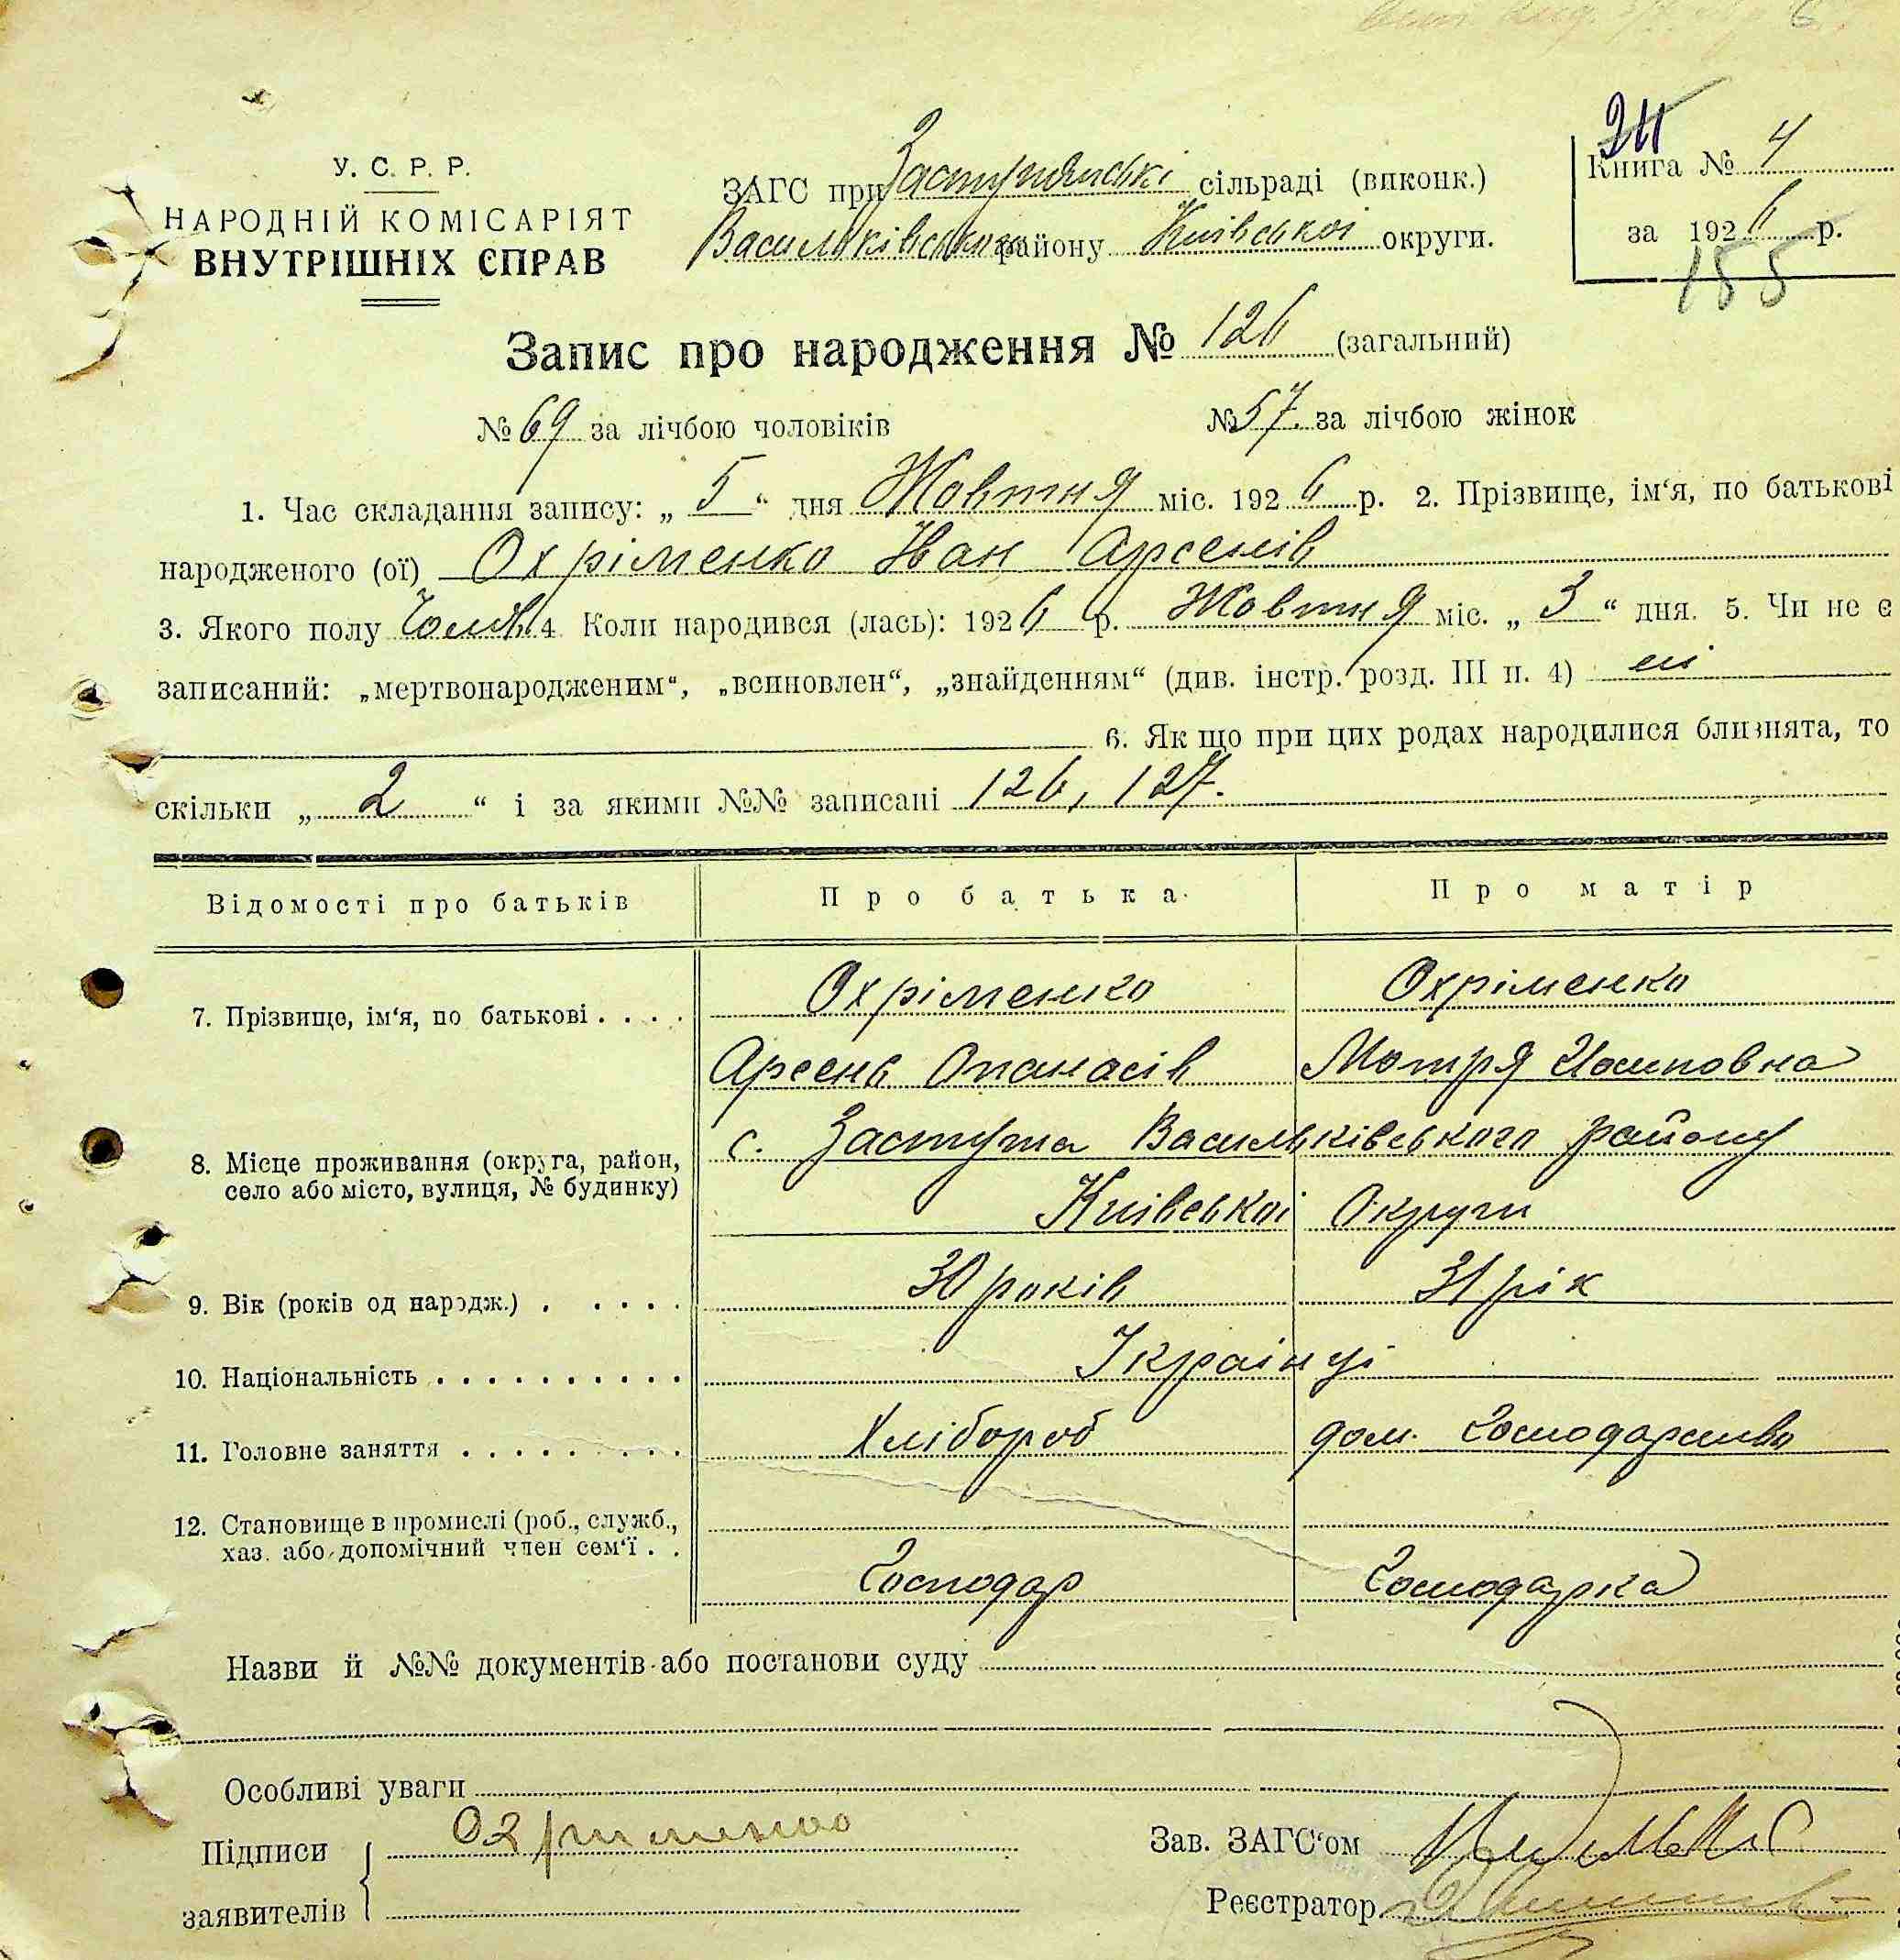 24
У. С. Р. Р.
НАРОДНІЙ КОМІСАРІЯТ
ВНУТРІШНІХ СПРАВ
ЗАГС при Застугнянські сільраді (виконк.)
Васильківського району Київської округи.
Книга № 4
за 1926 р.
155
Запис про народження № 126 (загальний)
№ 69 за лічбою чоловіків № 57. за лічбою жінок
1. Час складання запису: „ 5 “ дня Жовтня міс. 1926 р. 2. Прізвище, ім‘я, по батькові
народженого (ої) Охріменко Іван Арсенів
3. Якого полу Чолов. 4. Коли народився (лась): 1926 р. Жовтня міс. „ 3 “ дня. 5. Чи не є
записаний: „мертвонародженим“, „всиновлен“, „знайденням“ (див. інстр. розд. III п. 4) ні
6. Як що при цих родах народилися близнята, то
скільки „ 2 “ і за якими №№ записані 126, 127.
Відомості про батьків Про батька Про матір
7. Прізвище, ім‘я, по батькові . . . . Охріменко Охріменко
Арсень Опанасів Мотря Йосиповна
8. Місце проживання (округа, район, с. Застугна Васильківського району
село або місто, вулиця, № будинку) Київської Округи
9. Вік (років од народж.) . . . . . 30 років 31 рік
10. Національність . . . . . . . . . . Українці
11. Головне заняття . . . . . . . . Хлібороб дом. Господарство
12. Становище в промислі (роб., служб.,
хаз. або допомічний член сем‘ї . . Господар Господарка
Назви й №№ документів або постанови суду
Особливі уваги
Підписи Охрименко
заявителів
Зав. ЗАГС‘ом
Реєстратор